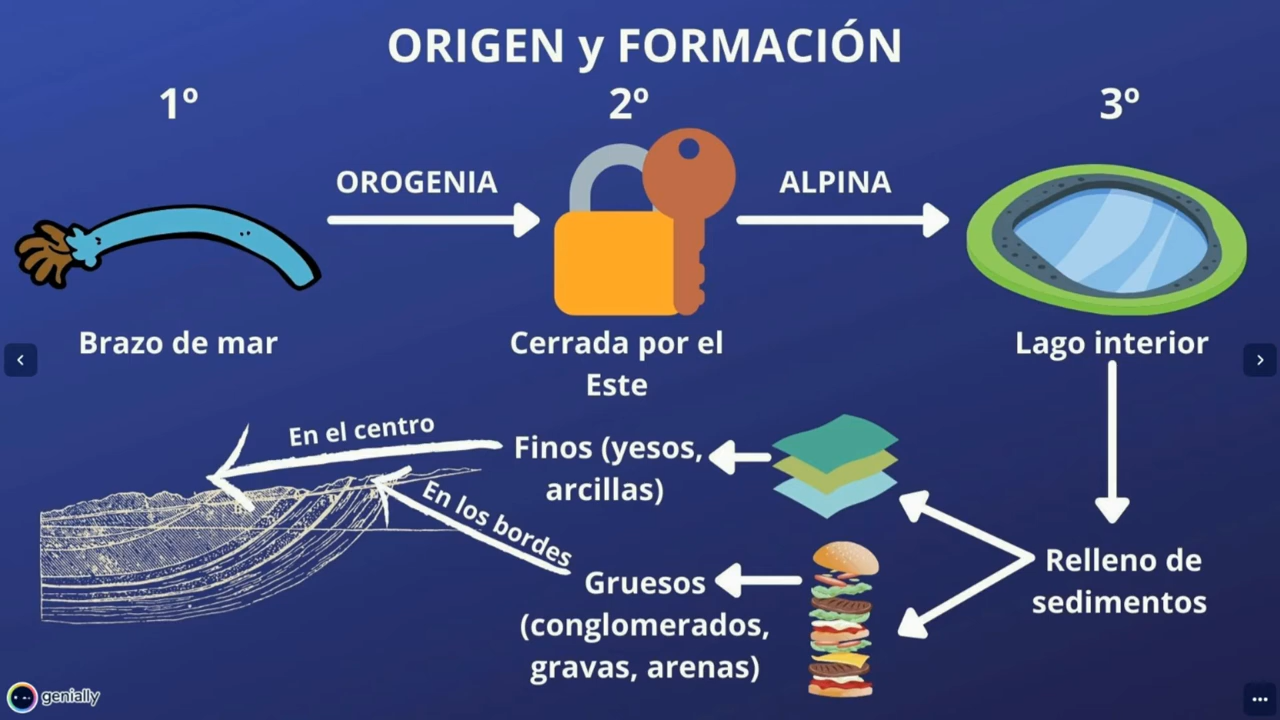 ORIGEN y FORMACIÓN
1º
2º
3º
OROGENIA
ALPINA
Brazo de mar
Cerrada por el
Este
Lago interior
En el centro
Finos (yesos,
arcillas)
En los bordes
Gruesos
(conglomerados,
gravas, arenas)
Relleno de
sedimentos
genially